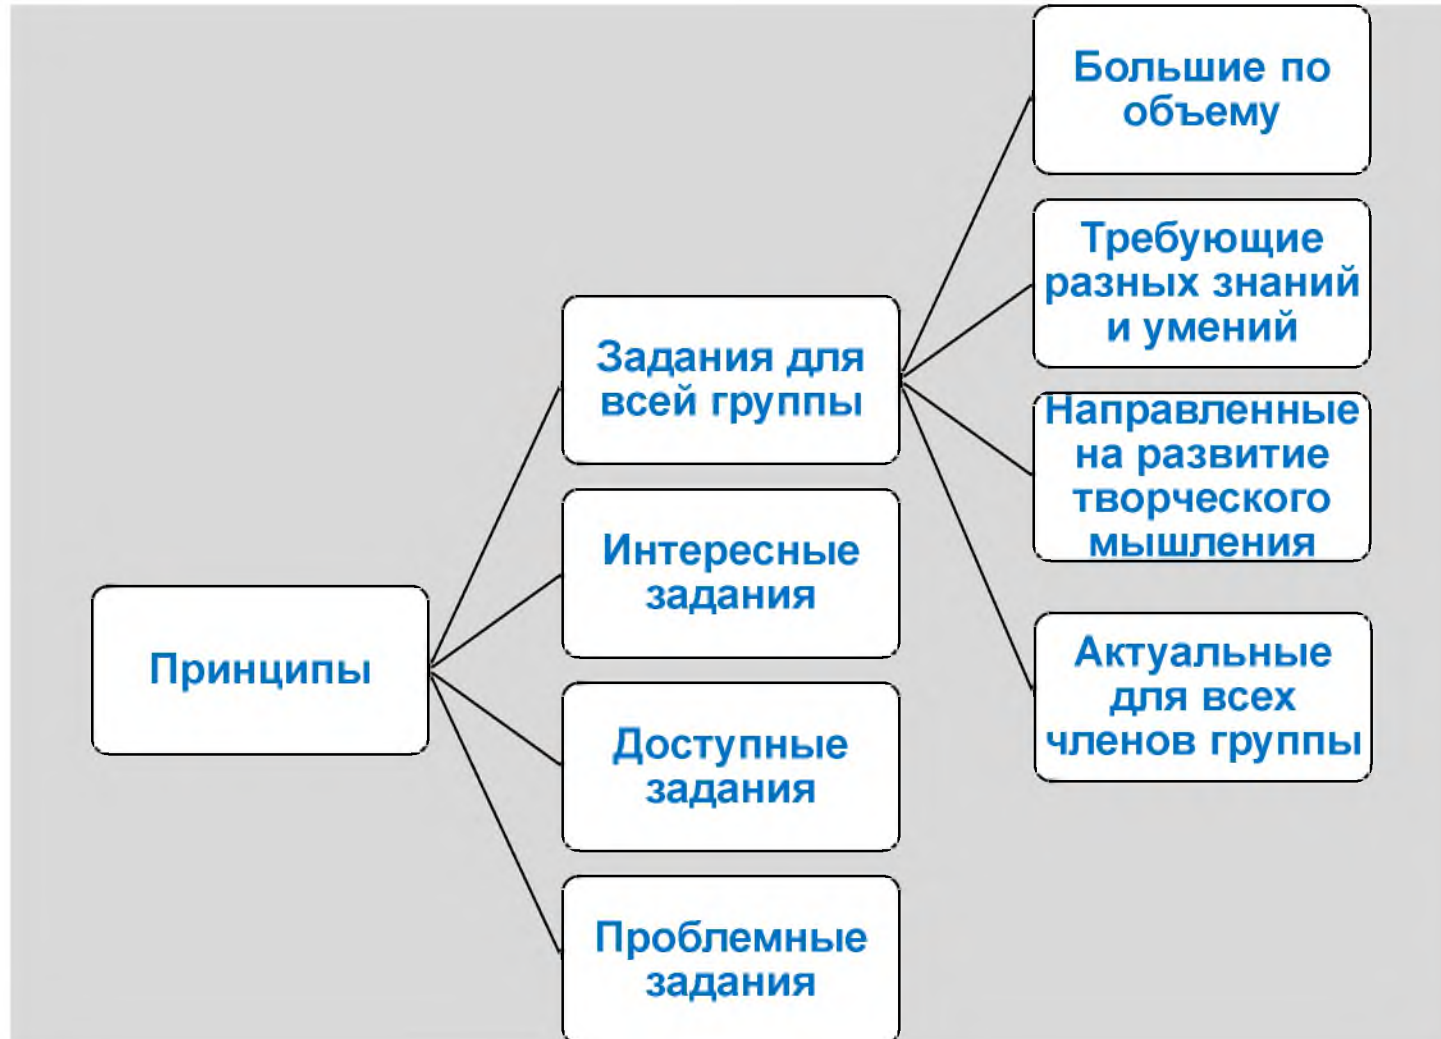 Принципы
Задания для
всей группы
Интересные
задания
Доступные
задания
Проблемные
задания
Большие по
объему
Требующие
разных знаний
и умений
Направленные
на развитие
творческого
мышления
Актуальные
для всех
членов группы